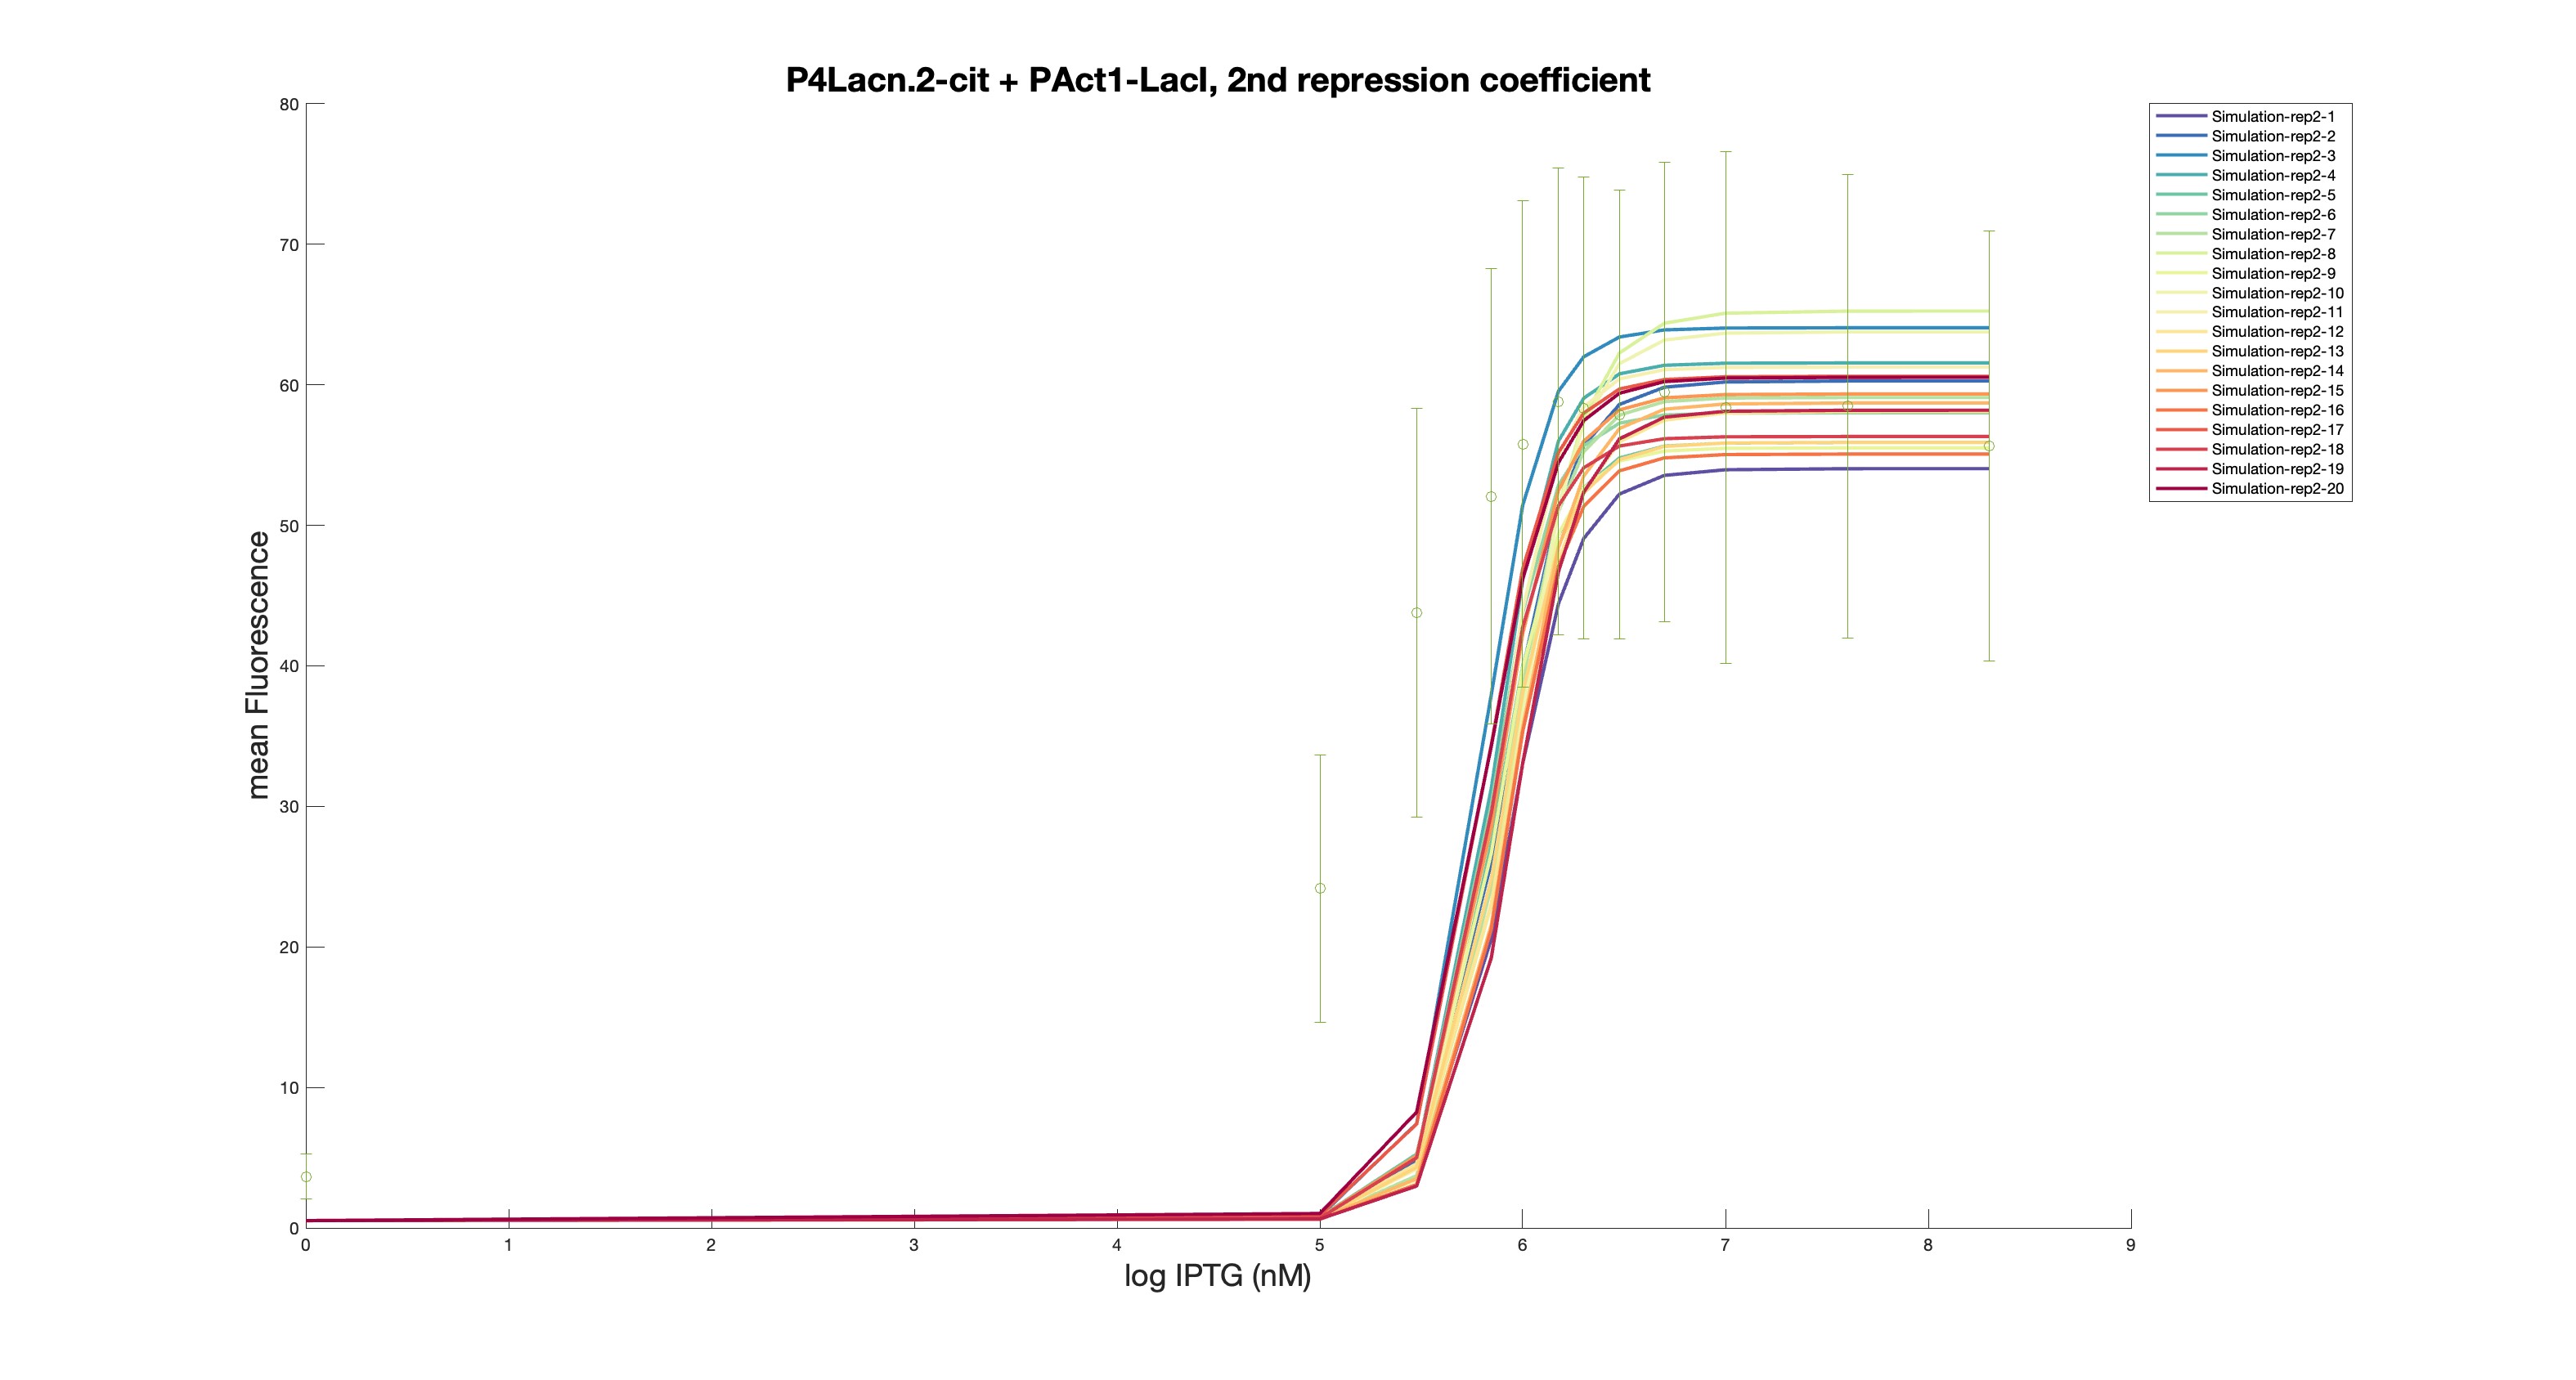 P4Lacn.2-cit + PAct1-LacI, 2nd repression coefficient
mean Fluorescence
80
70
60
50
40
30
20
10
0
0 1 2 3 4 5 6 7 8 9
log IPTG (nM)
Simulation-rep2-1
Simulation-rep2-2
Simulation-rep2-3
Simulation-rep2-4
Simulation-rep2-5
Simulation-rep2-6
Simulation-rep2-7
Simulation-rep2-8
Simulation-rep2-9
Simulation-rep2-10
Simulation-rep2-11
Simulation-rep2-12
Simulation-rep2-13
Simulation-rep2-14
Simulation-rep2-15
Simulation-rep2-16
Simulation-rep2-17
Simulation-rep2-18
Simulation-rep2-19
Simulation-rep2-20